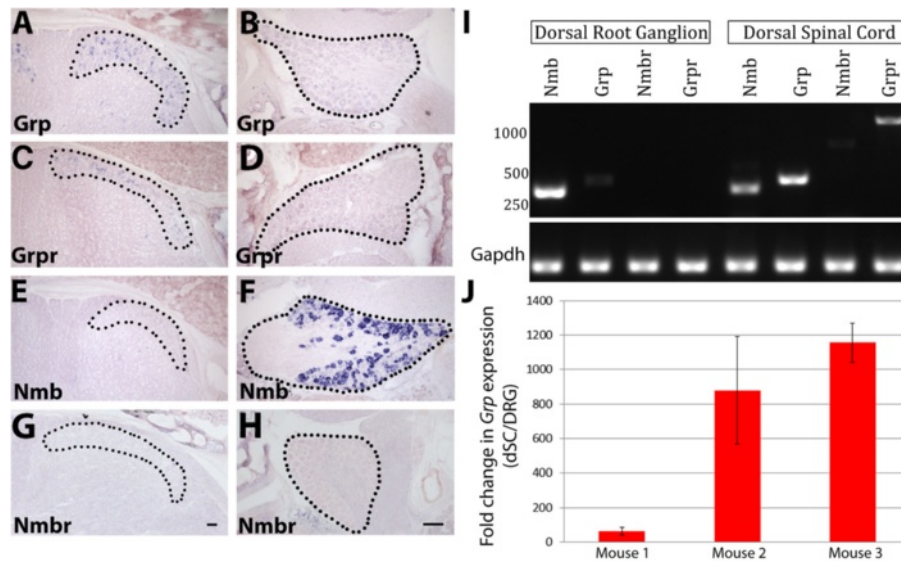 A
Grp
B
Grp
C
Grpr
D
Grpr
E
Nmb
F
Nmb
G
Nmbr
H
Nmbr
I
Dorsal Root Ganglion
Dorsal Spinal Cord
Nmb
Grp
Nmbr
Grpr
Nmb
Grp
Nmbr
Grpr
1000
500
250
Gapdh
J
Fold change in Grp expression
(dSC/DRG)
1400
1200
1000
800
600
400
200
0
Mouse 1
Mouse 2
Mouse 3